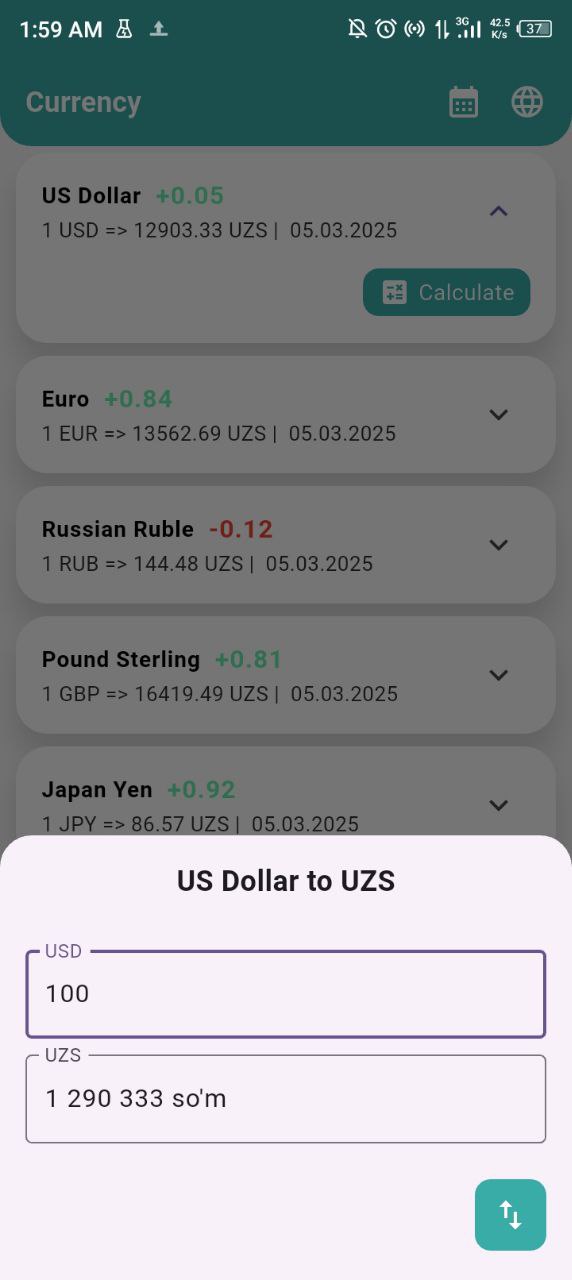 1:59 AM 3G 42.5 K/s 37
Currency
US Dollar +0.05
1 USD => 12903.33 UZS | 05.03.2025
Calculate
Euro +0.84
1 EUR => 13562.69 UZS | 05.03.2025
Russian Ruble -0.12
1 RUB => 144.48 UZS | 05.03.2025
Pound Sterling +0.81
1 GBP => 16419.49 UZS | 05.03.2025
Japan Yen +0.92
1 JPY => 86.57 UZS | 05.03.2025
US Dollar to UZS
USD
100
UZS
1 290 333 so'm